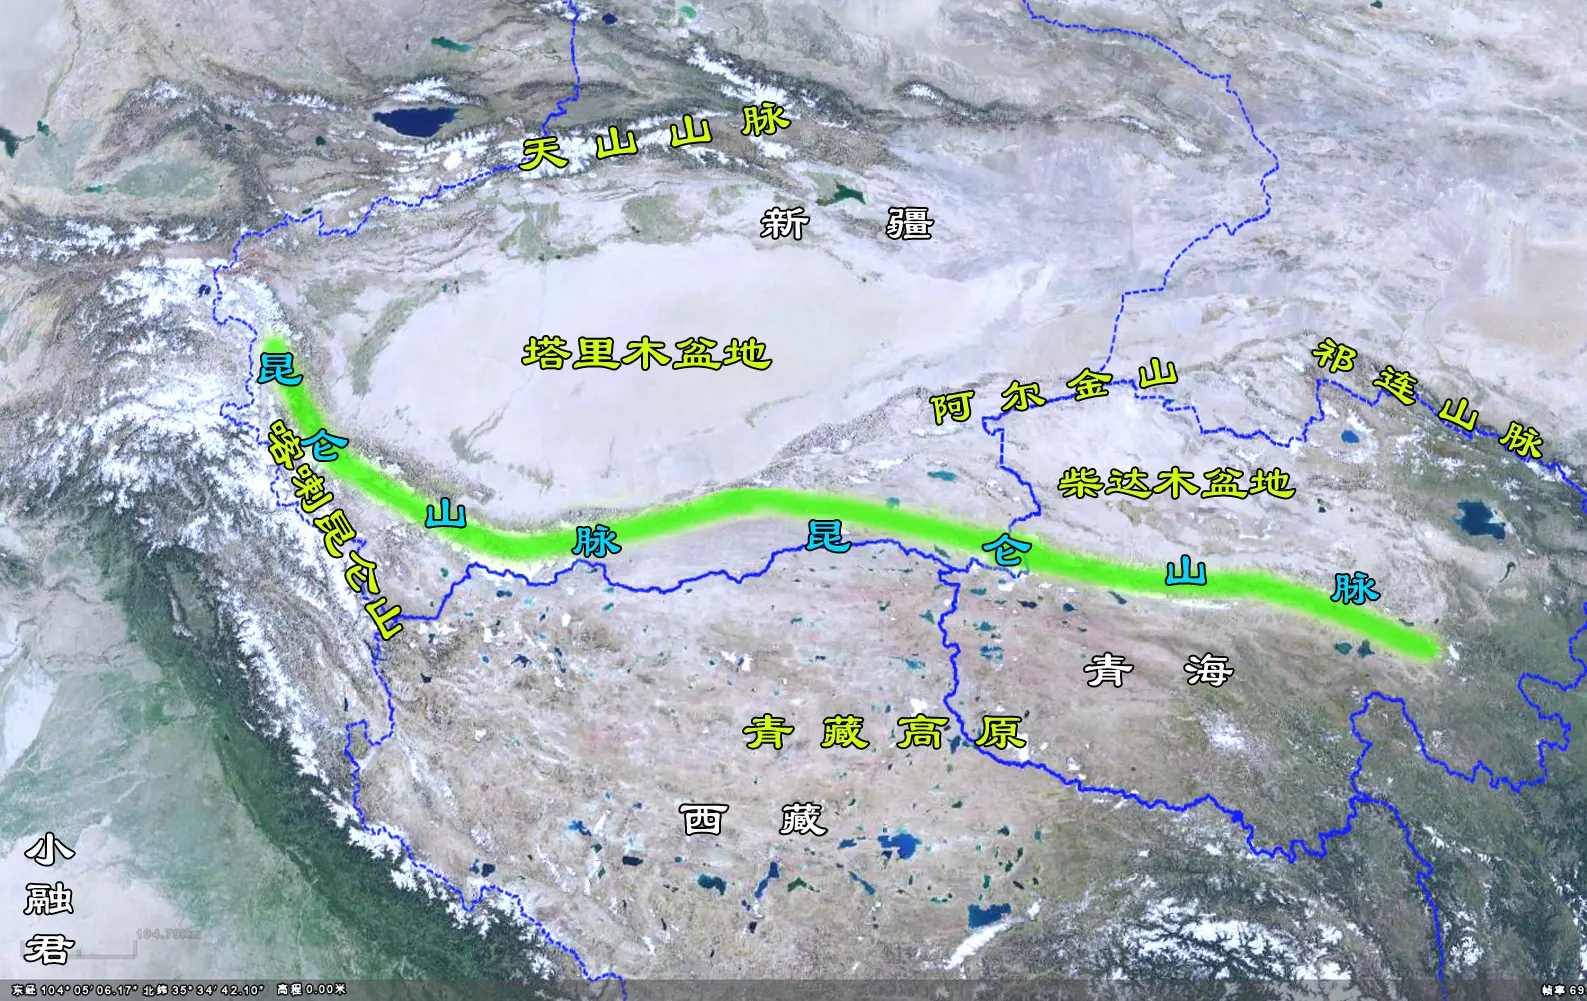 天山山脉
新疆
塔里木盆地
昆仑山脉昆仑山脉
阿尔金山
祁连山脉
喀喇昆仑山
柴达木盆地
青海
青藏高原
西藏
小融君
东经 104°05'06.17" 北纬 35°34'42.10" 高程 0.00米
帧率 69